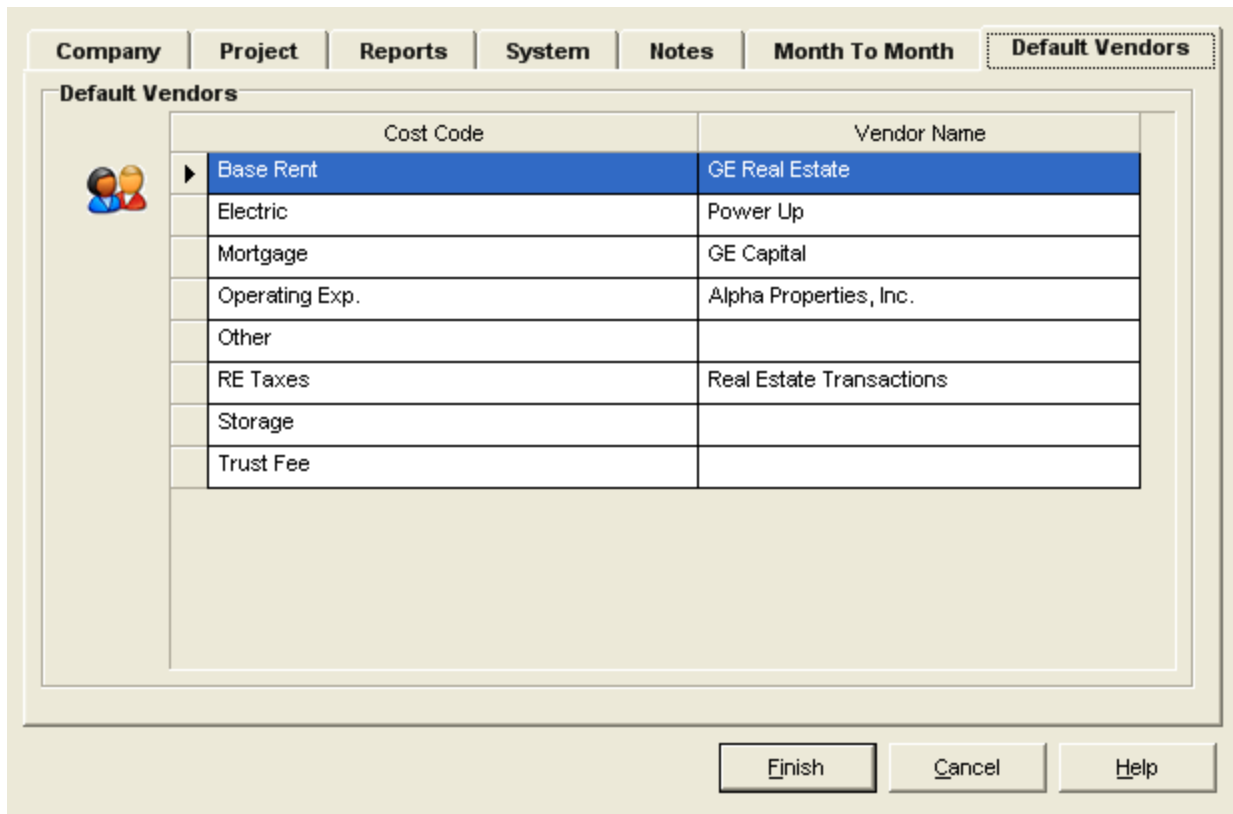 Company Project Reports System Notes Month To Month Default Vendors
Default Vendors
Cost Code Vendor Name
Base Rent GE Real Estate
Electric Power Up
Mortgage GE Capital
Operating Exp. Alpha Properties, Inc.
Other
RE Taxes Real Estate Transactions
Storage
Trust Fee
Finish Cancel Help